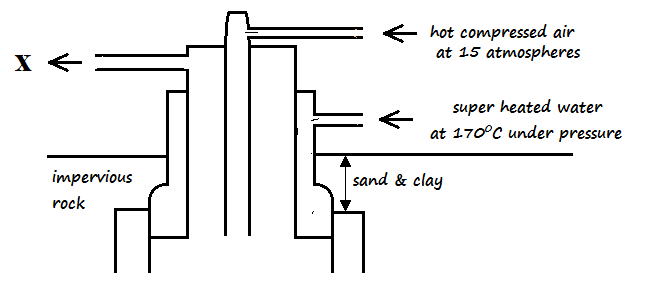 hot compressed air
at 15 atmospheres
X
super heated water
at 170°C under pressure
impervious
rock
sand & clay